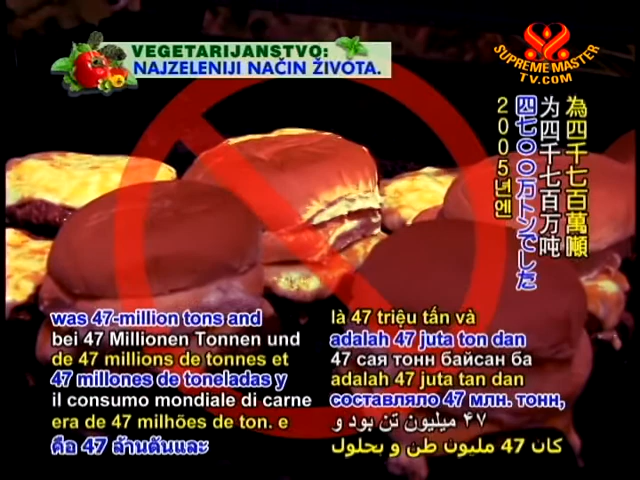 VEGETARIJANSTVO:
NAJZELENIJI NAČIN ŽIVOTA.
SUPREME MASTER
TV.COM
為四千七百萬噸
为四千七百万吨
四七〇〇万トンでした
2005년엔
was 47-million tons and
bei 47 Millionen Tonnen und
de 47 millions de tonnes et
47 millones de toneladas y
il consumo mondiale di carne
era de 47 milhões de ton. e
คือ 47 ล้านตันและ
là 47 triệu tấn và
adalah 47 juta ton dan
47 сая тонн байсан ба
adalah 47 juta tan dan
составляло 47 млн. тонн,
۴۷ میلیون تن بود و
كان 47 مليون طن و بحلول